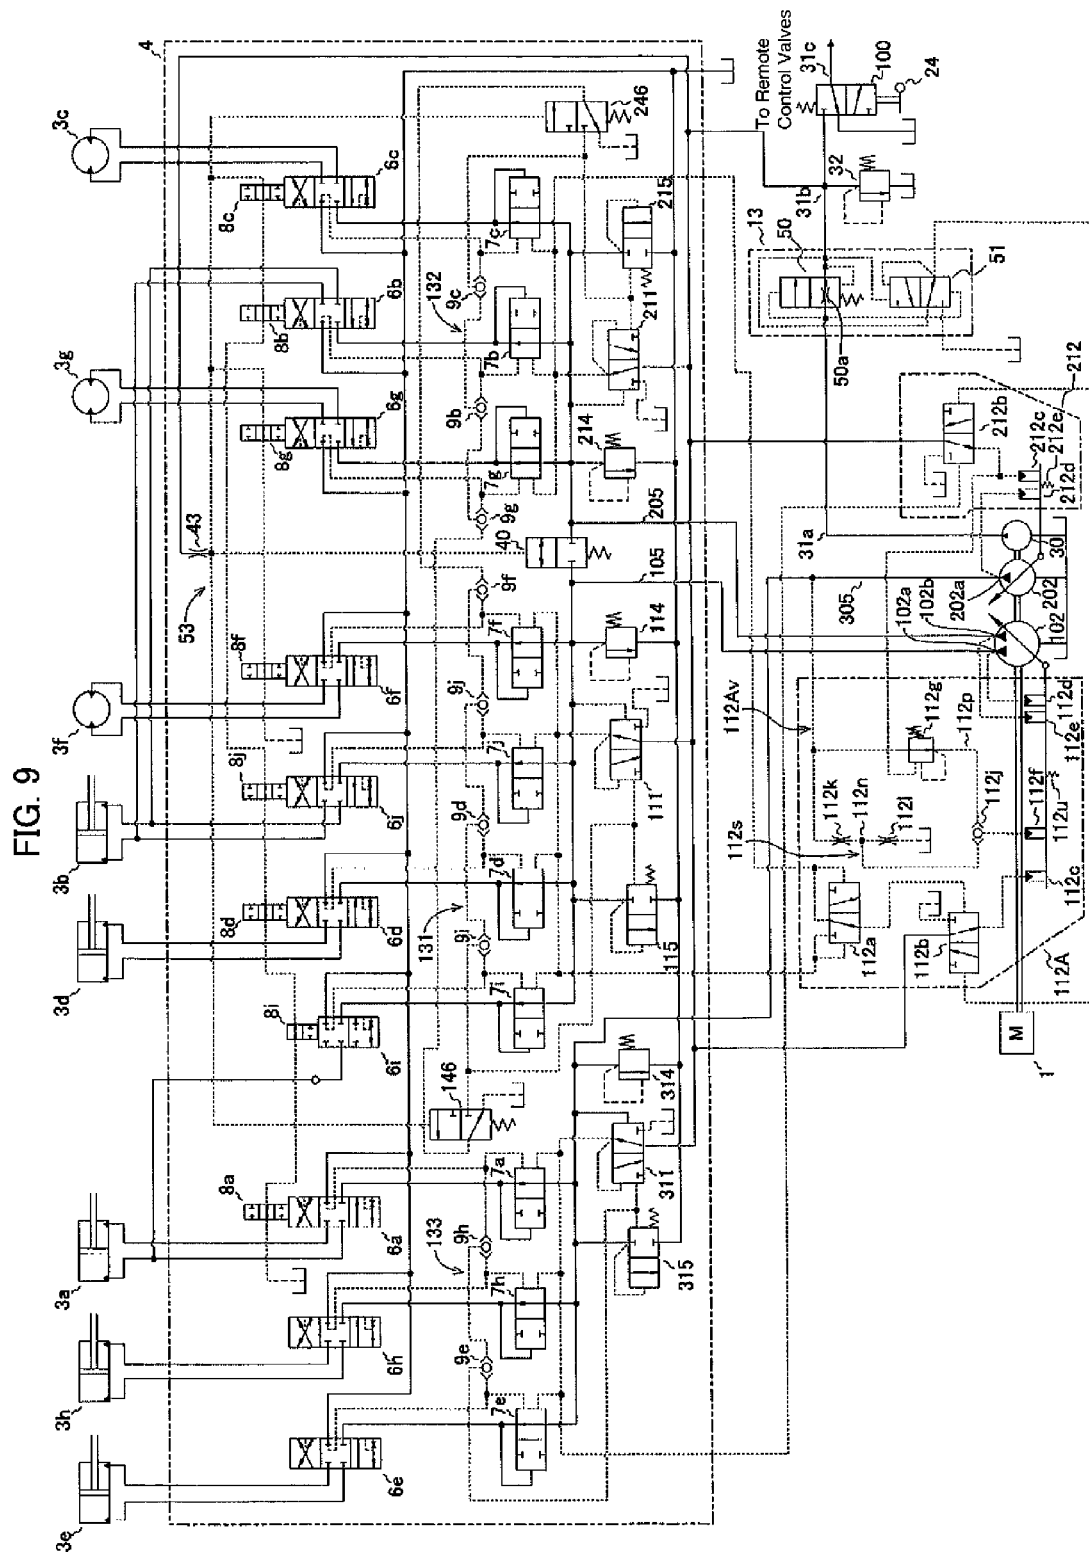 FIG. 9
3e
3h
3a
3d
3b
3f
3g
3c
4
53
43
8a
8i
8d
8j
8f
8g
8b
8c
6e
6h
6a
6i
6d
6j
6f
6g
6b
6c
133
131
132
146
246
9e
9h
9i
9d
9j
9f
9g
9b
9c
7e
7h
7a
7i
7d
7j
7f
7g
7b
7c
40
315
311
314
115
111
114
214
211
215
105
205
305
31a
31b
31c
To Remote
Control Valves
100
24
32
13
50
50a
51
212
212b
212c
212e
212d
30
202
202a
102
102a
102b
112Av
112g
112p
112k
112n
112l
112s
112j
112a
112b
112A
112c
112u
112f
112e
112d
M
1